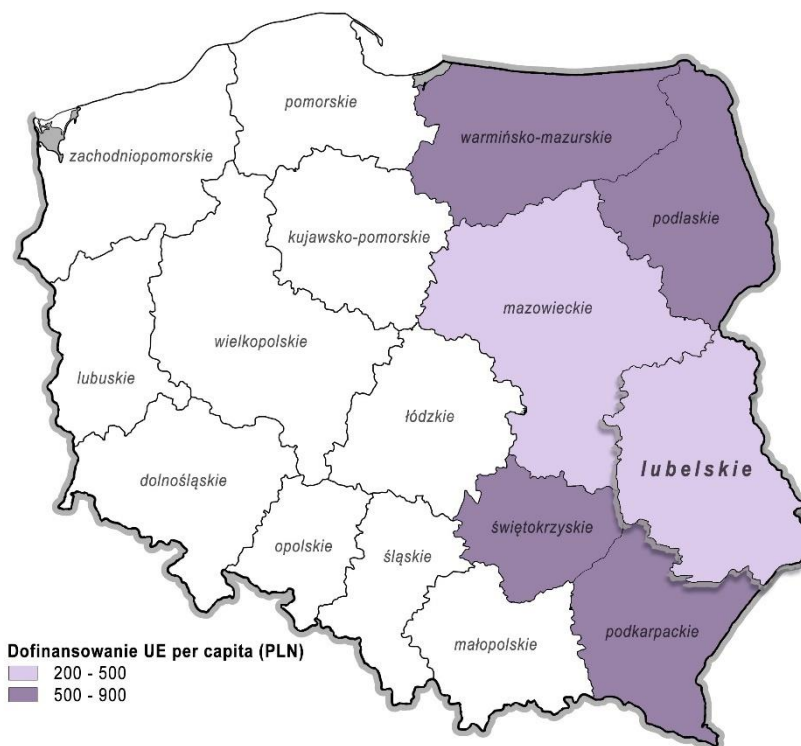 pomorskie
warmińsko-mazurskie
zachodniopomorskie
podlaskie
kujawsko-pomorskie
mazowieckie
wielkopolskie
lubuskie
łódzkie
lubelskie
dolnośląskie
świętokrzyskie
opolskie
śląskie
podkarpackie
małopolskie
Dofinansowanie UE per capita (PLN)
200 - 500
500 - 900